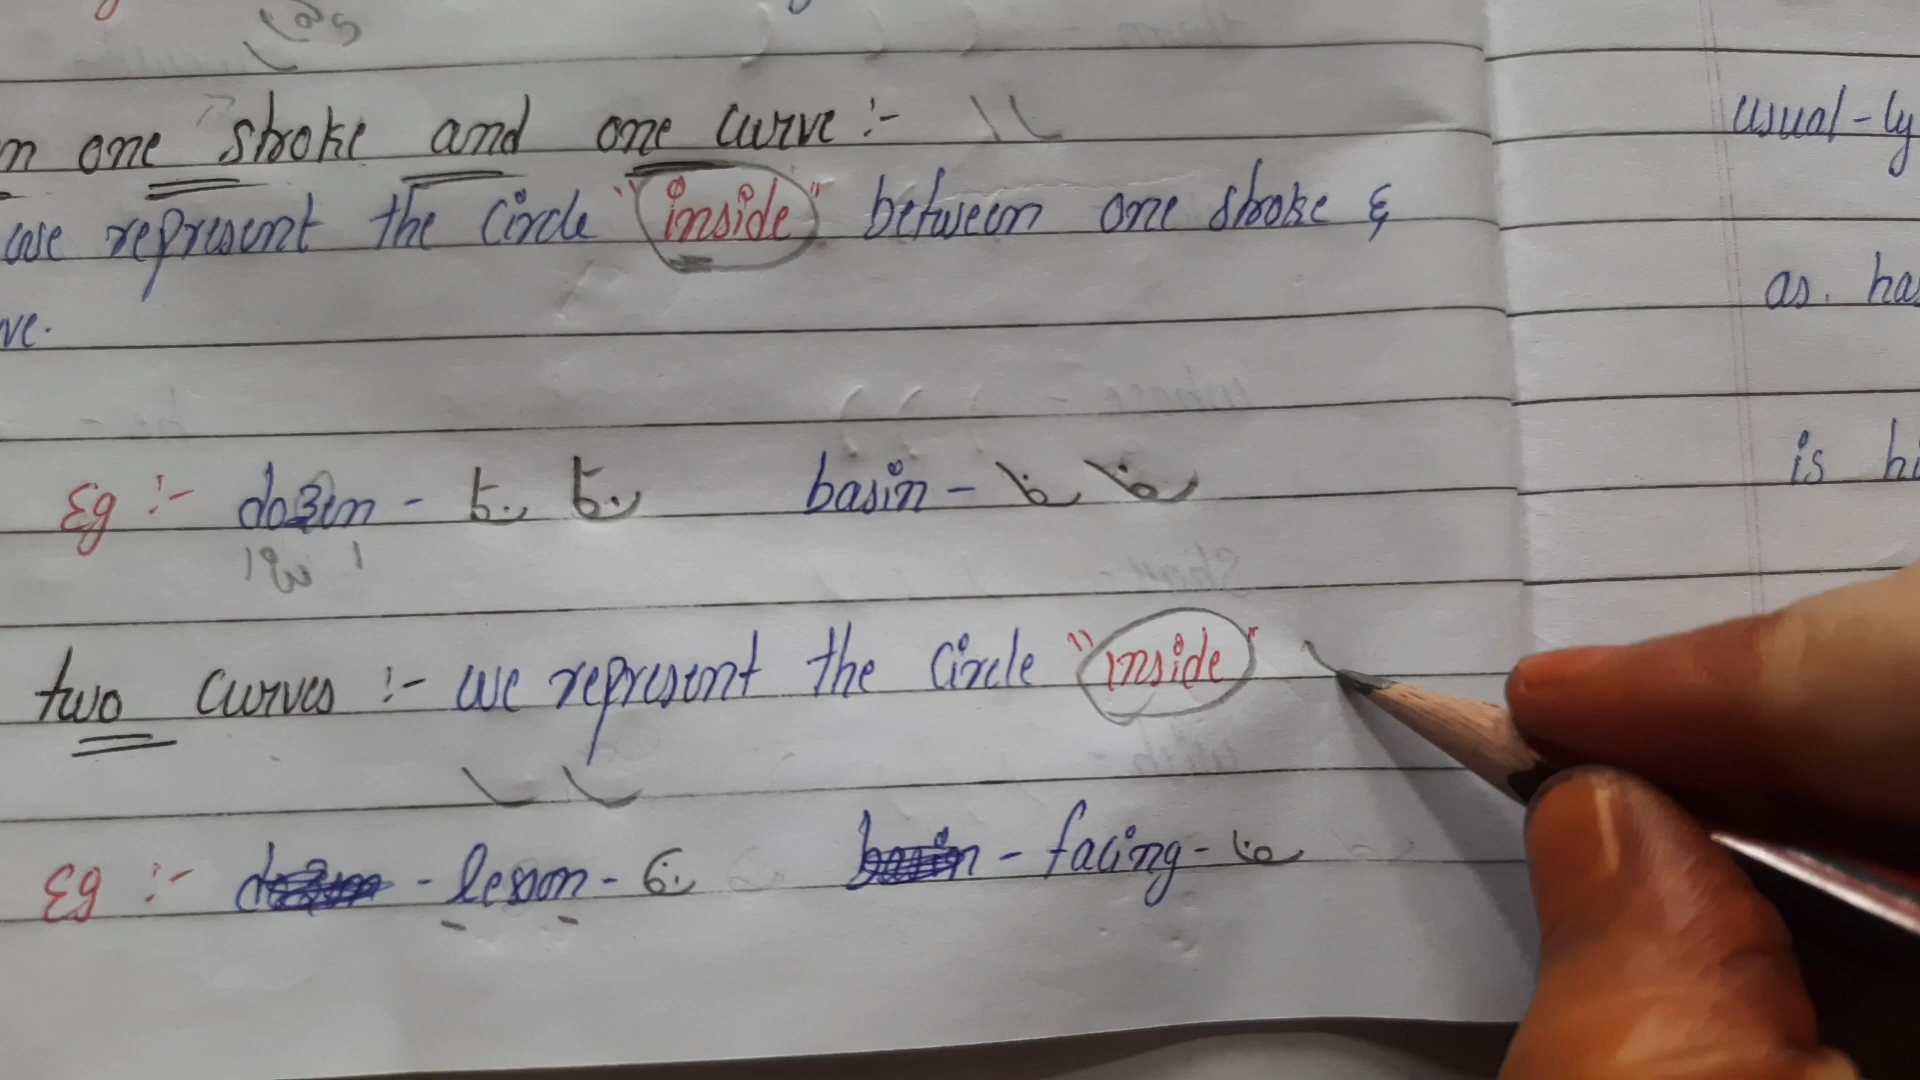 one stroke and one curve :-
we represent the Circle "inside" between one stroke &
ve.
Eg :- dozen - basin -
two curves :- we represent the Circle "inside"
Eg :- - lesson - - facing -
usual-ly
as. ha
is hi